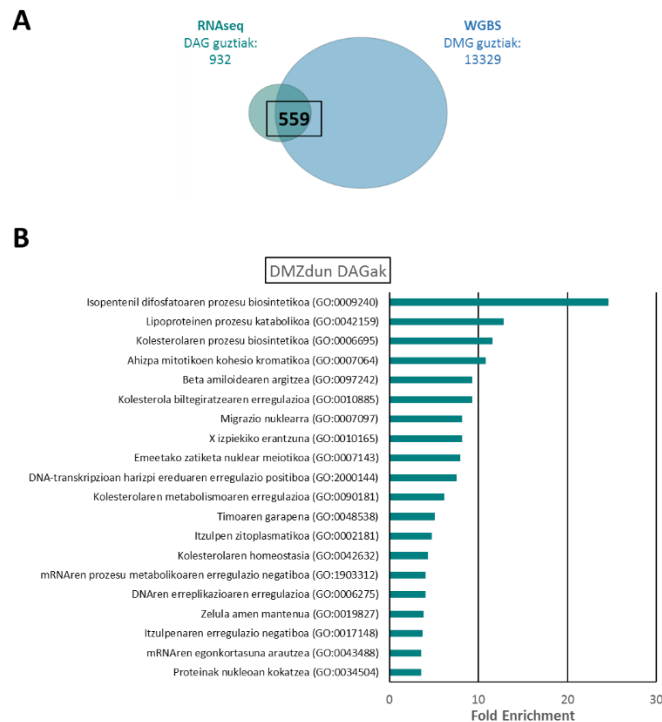 A
RNAseq
DAG guztiak:
932
WGBS
DMG guztiak:
13329
559
B
DMZdun DAGak
Isopentenil difosfatoaren prozesu biosintetikoa (GO:0009240)
Lipoproteinen prozesu katabolikoa (GO:0042159)
Kolesterolaren prozesu biosintetikoa (GO:0006695)
Ahizpa mitotikoen kohesio kromatikoa (GO:0007064)
Beta amiloidearen argitzea (GO:0097242)
Kolesterola biltegiratzearen erregulazioa (GO:0010885)
Migrazio nuklearra (GO:0007097)
X izpiekiko erantzuna (GO:0010165)
Emeetako zatiketa nuklear meiotikoa (GO:0007143)
DNA-transkripzioan harizpi ereduaren erregulazio positiboa (GO:2000144)
Kolesterolaren metabolismoaren erregulazioa (GO:0090181)
Timoaren garapena (GO:0048538)
Itzulpen zitoplasmatikoa (GO:0002181)
Kolesterolaren homeostasia (GO:0042632)
mRNAren prozesu metabolikoaren erregulazio negatiboa (GO:1903312)
DNAren erreplikazioaren erregulazioa (GO:0006275)
Zelula amen mantenua (GO:0019827)
Itzulpenaren erregulazio negatiboa (GO:0017148)
mRNAren egonkortasuna arautzea (GO:0043488)
Proteinak nukleoan kokatzea (GO:0034504)
0 10 20 30
Fold Enrichment